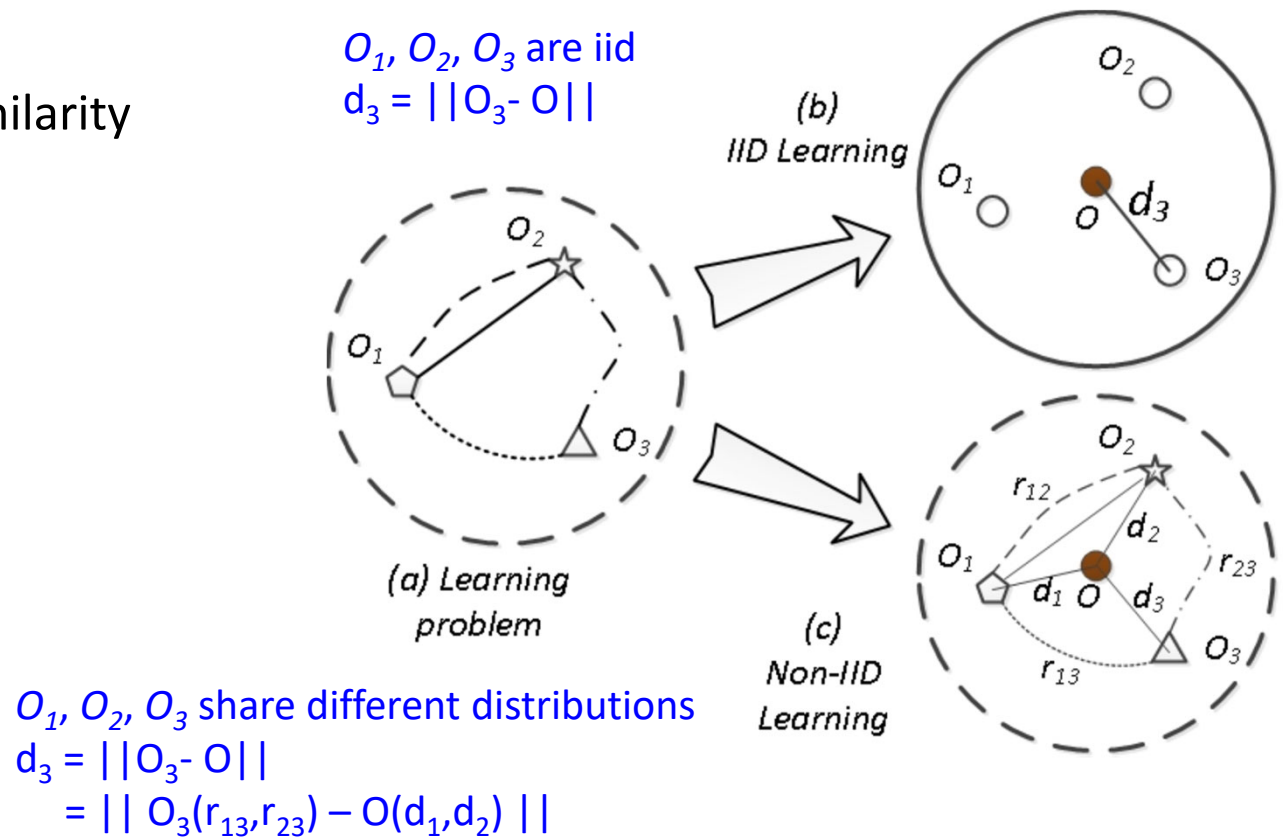 O₁, O₂, O₃ are iid
d₃ = ||O₃- O||
(b)
IID Learning
O₂
O₁
O
d₃
O₃
O₂
O₁
O₃
(a) Learning
problem
(c)
Non-IID
Learning
O₂
r₁₂
d₂
O₁
r₂₃
d₁
O
d₃
O₃
r₁₃
O₁, O₂, O₃ share different distributions
d₃ = ||O₃- O||
= || O₃(r₁₃,r₂₃) – O(d₁,d₂) ||